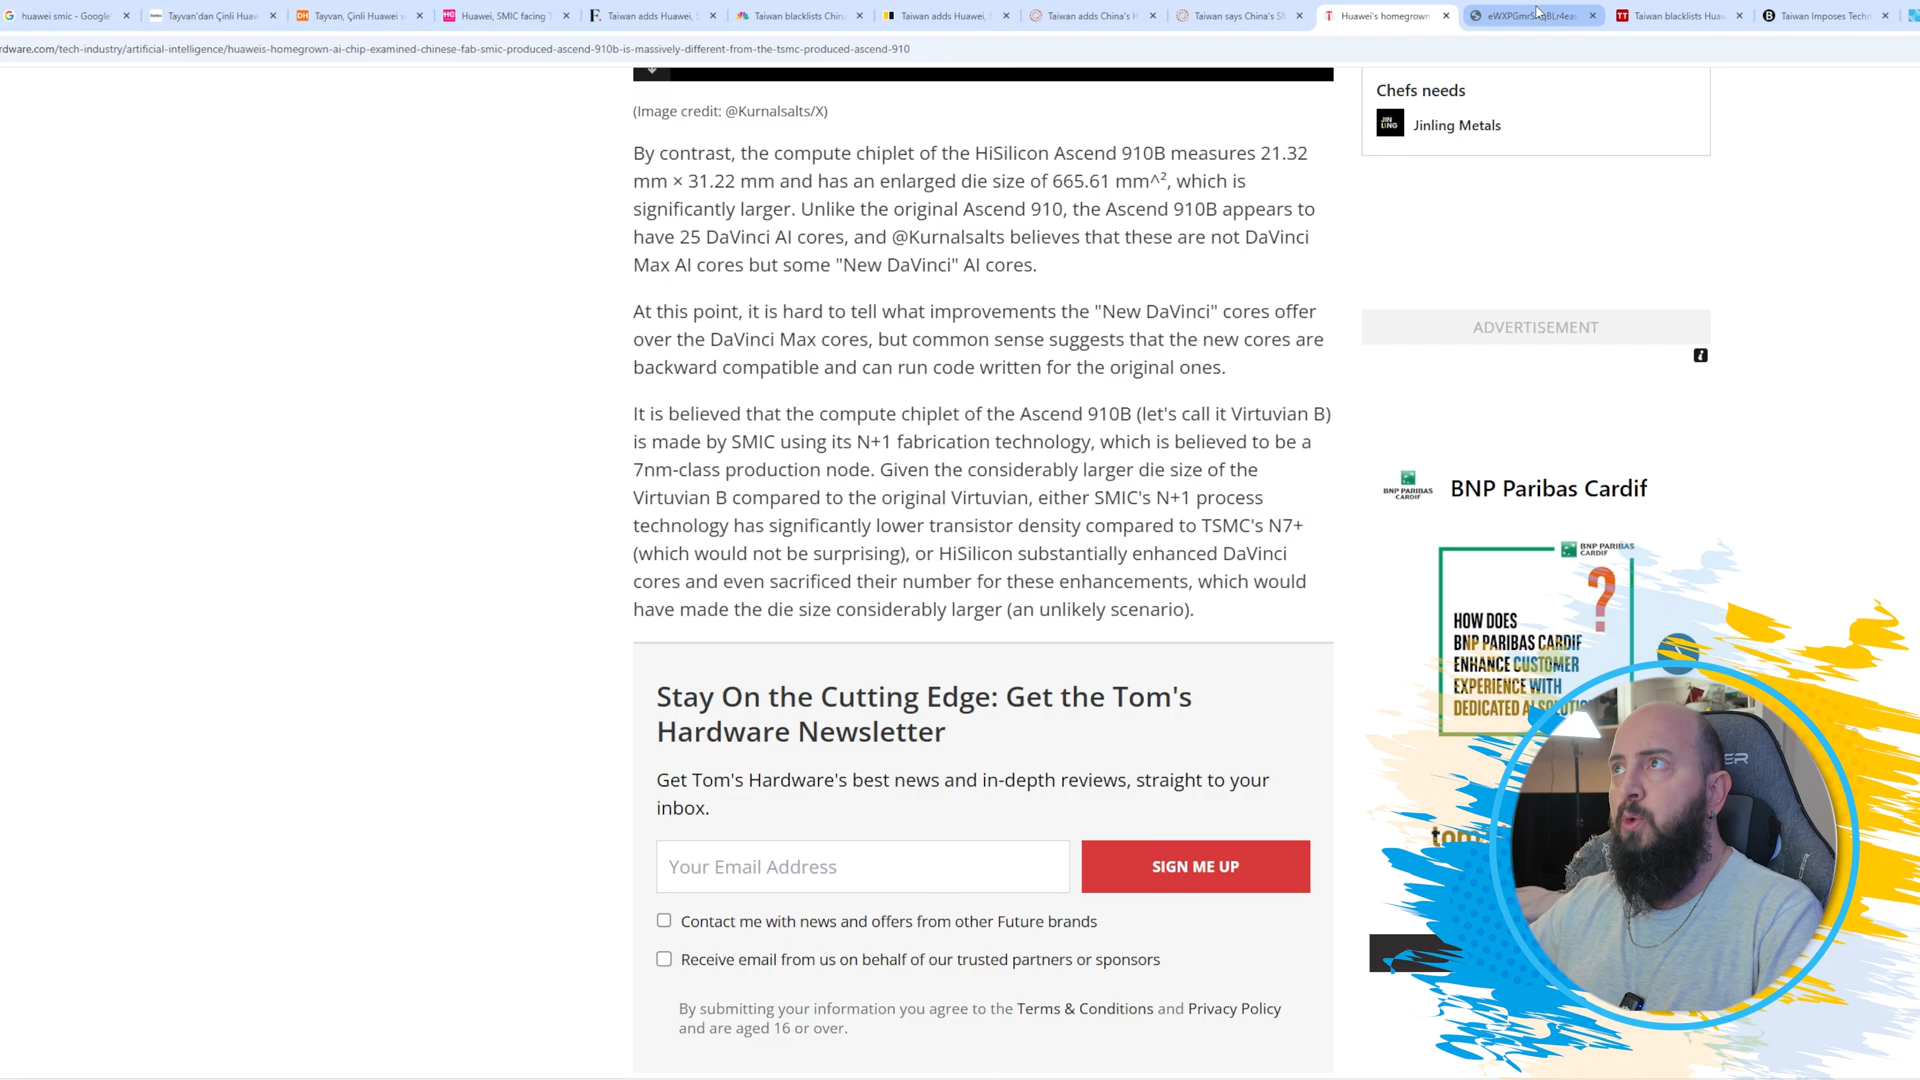 huawei smic - Google
Tayvan'dan Çinli Huaw
Tayvan, Çinli Huawei v
Huawei, SMIC facing T
Taiwan adds Huawei, S
Taiwan blacklists China
Taiwan adds Huawei, S
Taiwan adds China's H
Taiwan says China's SM
Huawei's homegrown
Taiwan blacklists Huaw
Taiwan Imposes Techn
rdware.com/tech-industry/artificial-intelligence/huaweis-homegrown-ai-chip-examined-chinese-fab-smic-produced-ascend-910b-is-massively-different-from-the-tsmc-produced-ascend-910
(Image credit: @Kurnalsalts/X)
By contrast, the compute chiplet of the HiSilicon Ascend 910B measures 21.32
mm × 31.22 mm and has an enlarged die size of 665.61 mm^², which is
significantly larger. Unlike the original Ascend 910, the Ascend 910B appears to
have 25 DaVinci AI cores, and @Kurnalsalts believes that these are not DaVinci
Max AI cores but some "New DaVinci" AI cores.
At this point, it is hard to tell what improvements the "New DaVinci" cores offer
over the DaVinci Max cores, but common sense suggests that the new cores are
backward compatible and can run code written for the original ones.
It is believed that the compute chiplet of the Ascend 910B (let's call it Virtuvian B)
is made by SMIC using its N+1 fabrication technology, which is believed to be a
7nm-class production node. Given the considerably larger die size of the
Virtuvian B compared to the original Virtuvian, either SMIC's N+1 process
technology has significantly lower transistor density compared to TSMC's N7+
(which would not be surprising), or HiSilicon substantially enhanced DaVinci
cores and even sacrificed their number for these enhancements, which would
have made the die size considerably larger (an unlikely scenario).
Stay On the Cutting Edge: Get the Tom's
Hardware Newsletter
Get Tom's Hardware's best news and in-depth reviews, straight to your
inbox.
Your Email Address
SIGN ME UP
Contact me with news and offers from other Future brands
Receive email from us on behalf of our trusted partners or sponsors
By submitting your information you agree to the Terms & Conditions and Privacy Policy
and are aged 16 or over.
Chefs needs
JIN
LING
Jinling Metals
ADVERTISEMENT
BNP PARIBAS
CARDIF
BNP Paribas Cardif
BNP PARIBAS
CARDIF
?
HOW DOES
BNP PARIBAS CARDIF
ENHANCE CUSTOMER
EXPERIENCE WITH
DEDICATED AI SOLUTIO